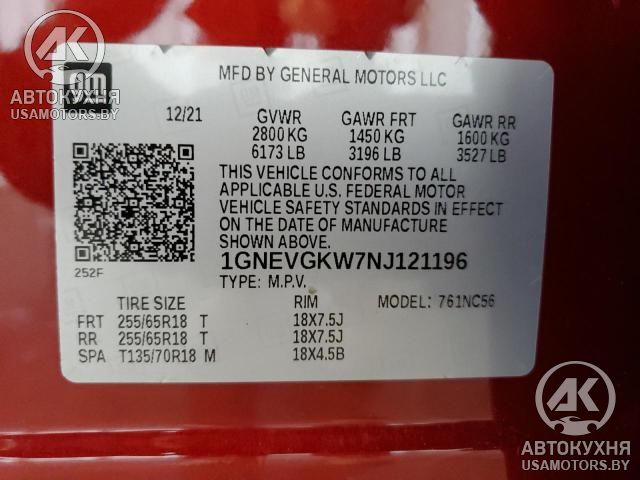 gm
АВТОКУХНЯ
USAMOTORS.BY
MFD BY GENERAL MOTORS LLC
12/21 GVWR GAWR FRT GAWR RR
2800 KG 1450 KG 1600 KG
6173 LB 3196 LB 3527 LB
THIS VEHICLE CONFORMS TO ALL
APPLICABLE U.S. FEDERAL MOTOR
VEHICLE SAFETY STANDARDS IN EFFECT
ON THE DATE OF MANUFACTURE
SHOWN ABOVE.
252F
1GNEVGKW7NJ121196
TYPE: M.P.V.
TIRE SIZE RIM MODEL: 761NC56
FRT 255/65R18 T 18X7.5J
RR 255/65R18 T 18X7.5J
SPA T135/70R18 M 18X4.5B
АК
АВТОКУХНЯ
USAMOTORS.BY